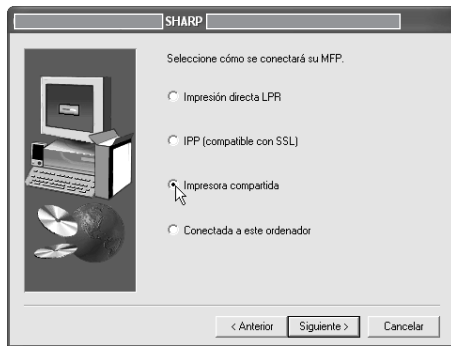 SHARP
Seleccione cómo se conectará su MFP.
Impresión directa LPR
IPP (compatible con SSL)
Impresora compartida
Conectada a este ordenador
< Anterior
Siguiente >
Cancelar